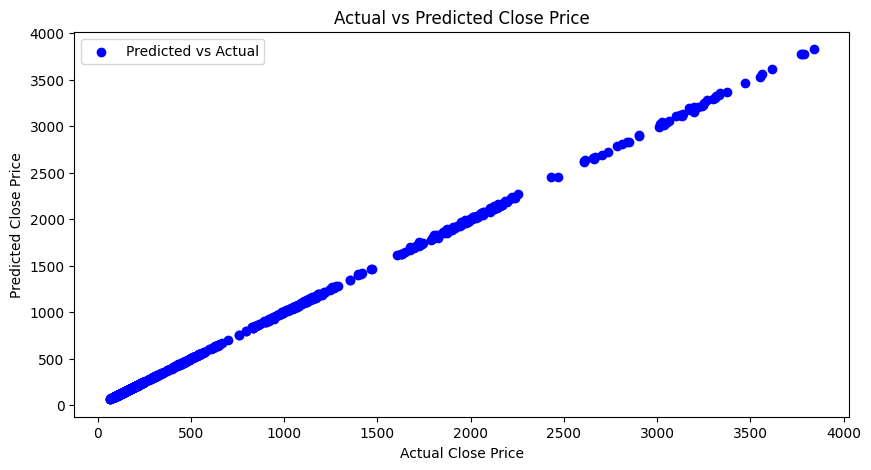 Actual vs Predicted Close Price
Predicted vs Actual
Predicted Close Price
4000
3500
3000
2500
2000
1500
1000
500
0
0 500 1000 1500 2000 2500 3000 3500 4000
Actual Close Price